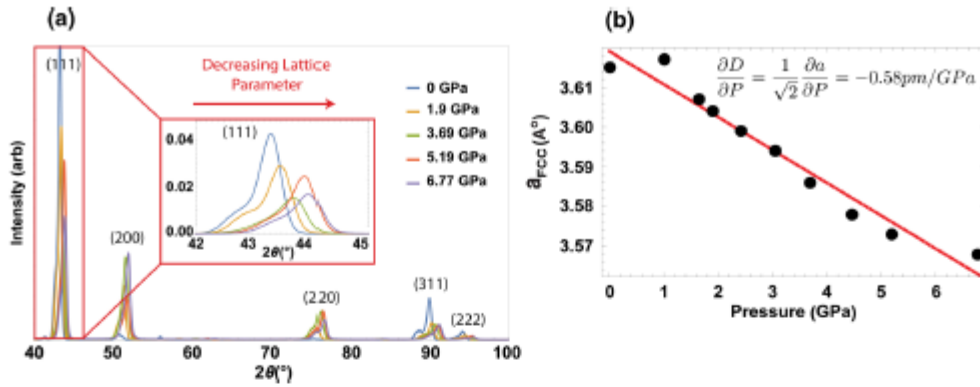 (a)
(111)
Decreasing Lattice
Parameter
0 GPa
1.9 GPa
3.69 GPa
5.19 GPa
6.77 GPa
(111)
0.04
0.02
0.00
42 43 44 45
2θ(°)
(200)
(220)
(311)
(222)
Intensity (arb)
40 50 60 70 80 90 100
2θ(°)
(b)
∂D/∂P = 1/√2 ∂a/∂P = −0.58pm/GPa
3.61
3.60
3.59
3.58
3.57
a_FCC (A°)
0 1 2 3 4 5 6
Pressure (GPa)